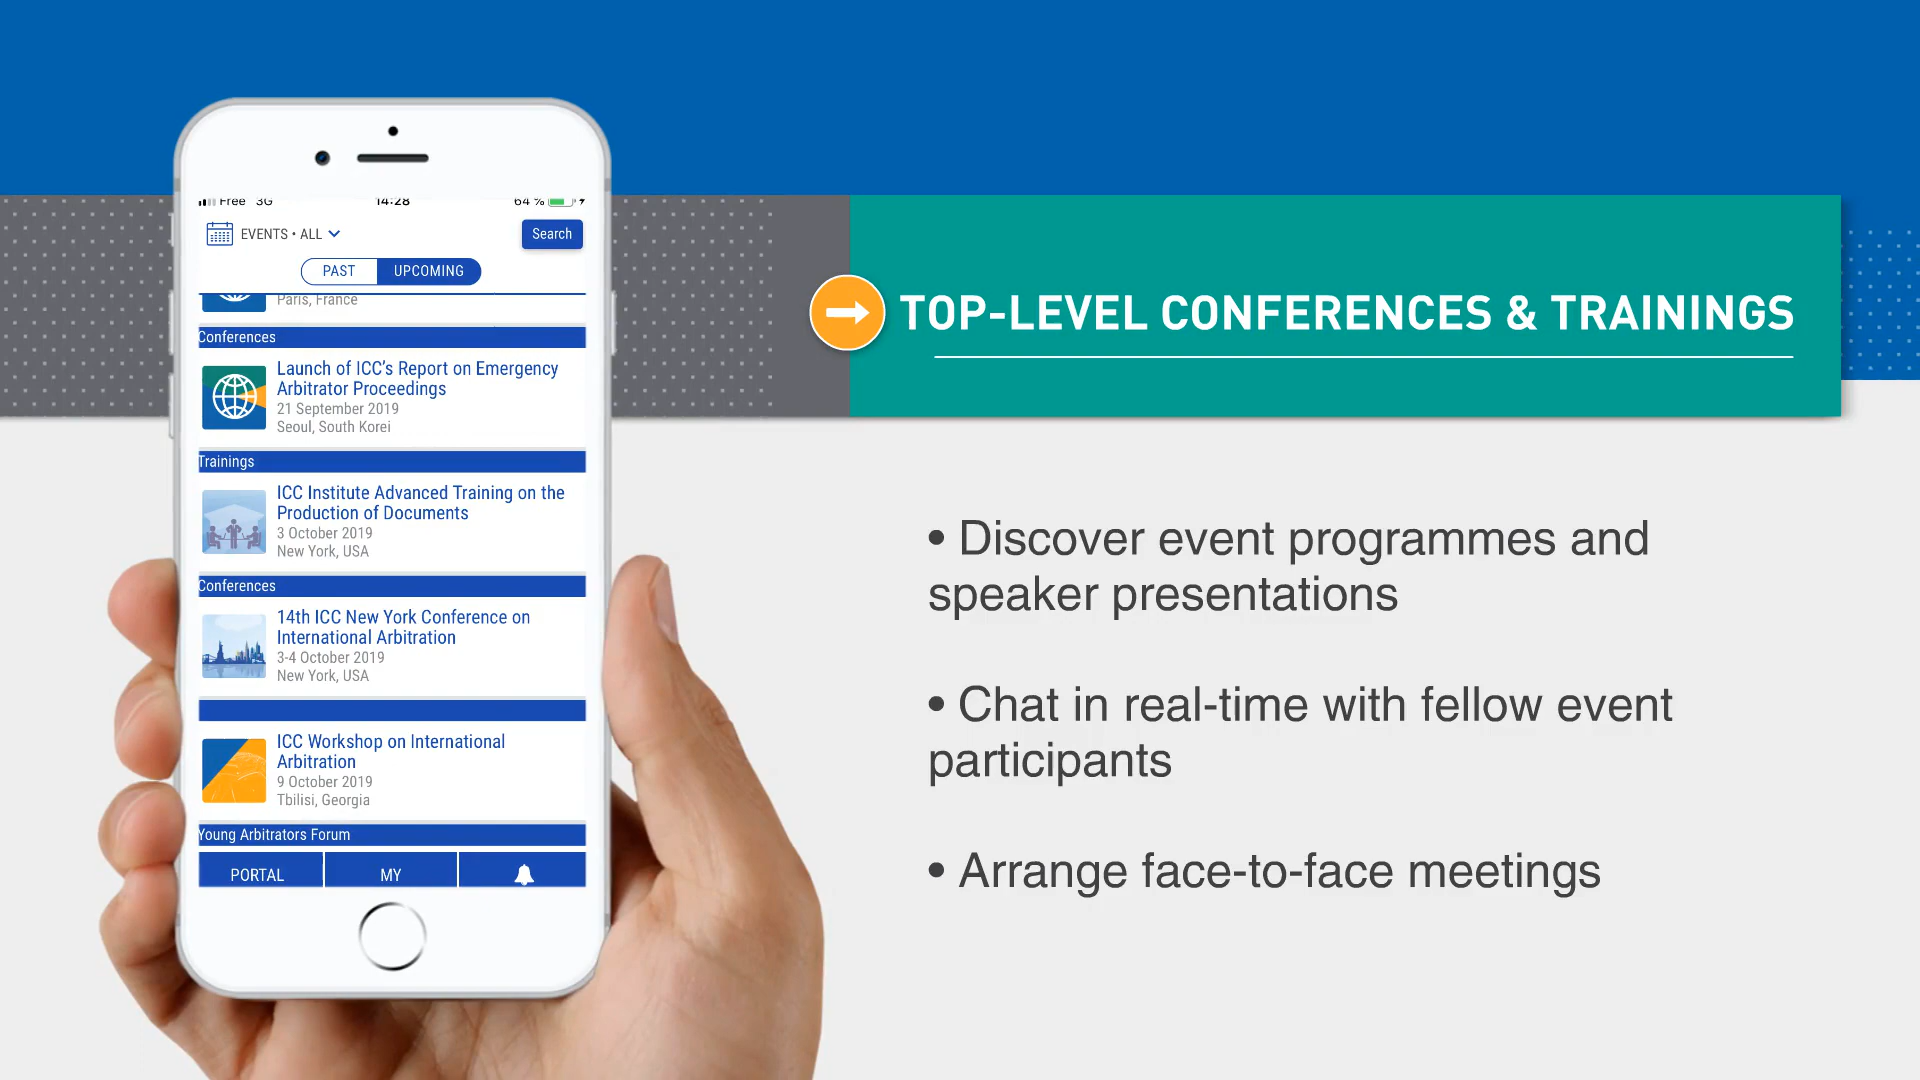 Free 3G 14:28 64 %
EVENTS • ALL
Search
PAST UPCOMING
Paris, France
Conferences
Launch of ICC’s Report on Emergency
Arbitrator Proceedings
21 September 2019
Seoul, South Korei
Trainings
ICC Institute Advanced Training on the
Production of Documents
3 October 2019
New York, USA
Conferences
14th ICC New York Conference on
International Arbitration
3-4 October 2019
New York, USA
ICC Workshop on International
Arbitration
9 October 2019
Tbilisi, Georgia
Young Arbitrators Forum
PORTAL MY
TOP-LEVEL CONFERENCES & TRAININGS
• Discover event programmes and
speaker presentations
• Chat in real-time with fellow event
participants
• Arrange face-to-face meetings